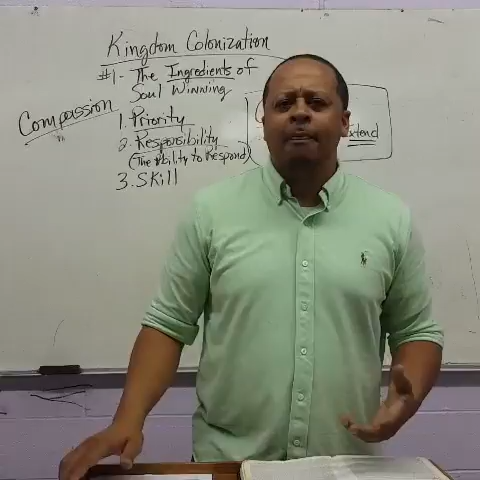 Kingdom Colonization
#1- The Ingredients of
Soul Winning
Compassion
1. Priority
2. Responsibility
(The Ability to Respond)
3. Skill